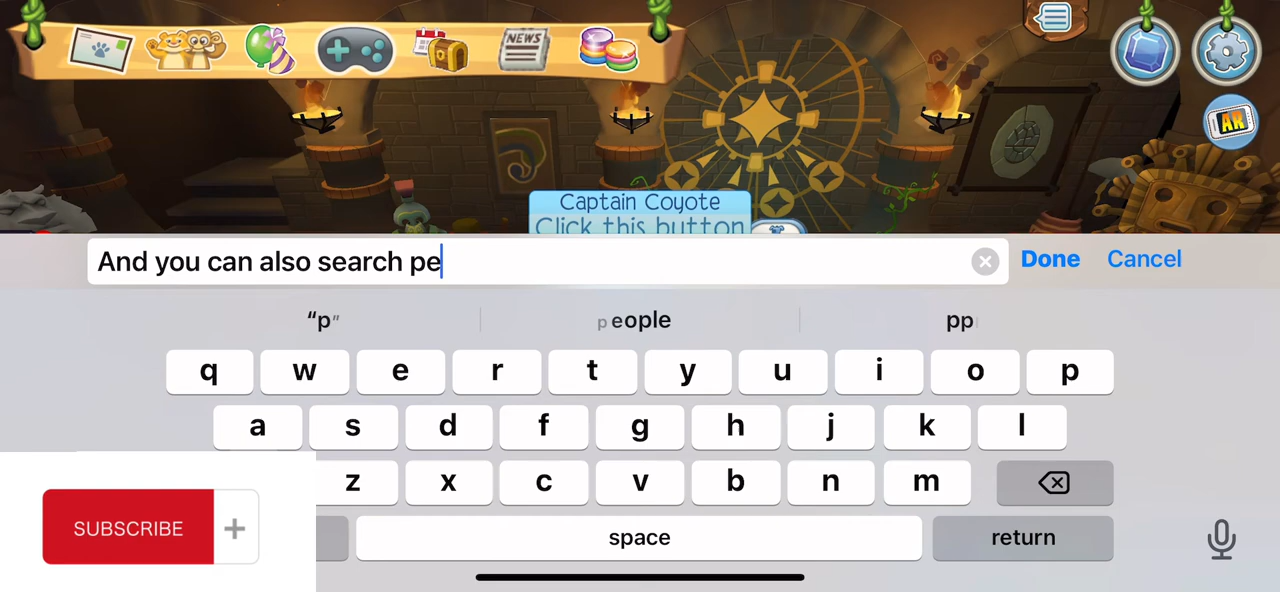 NEWS
AR
Captain Coyote
Click this button
And you can also search pe
Done
Cancel
“p”
people
pp
q w e r t y u i o p
a s d f g h j k l
z x c v b n m
SUBSCRIBE +
space
return